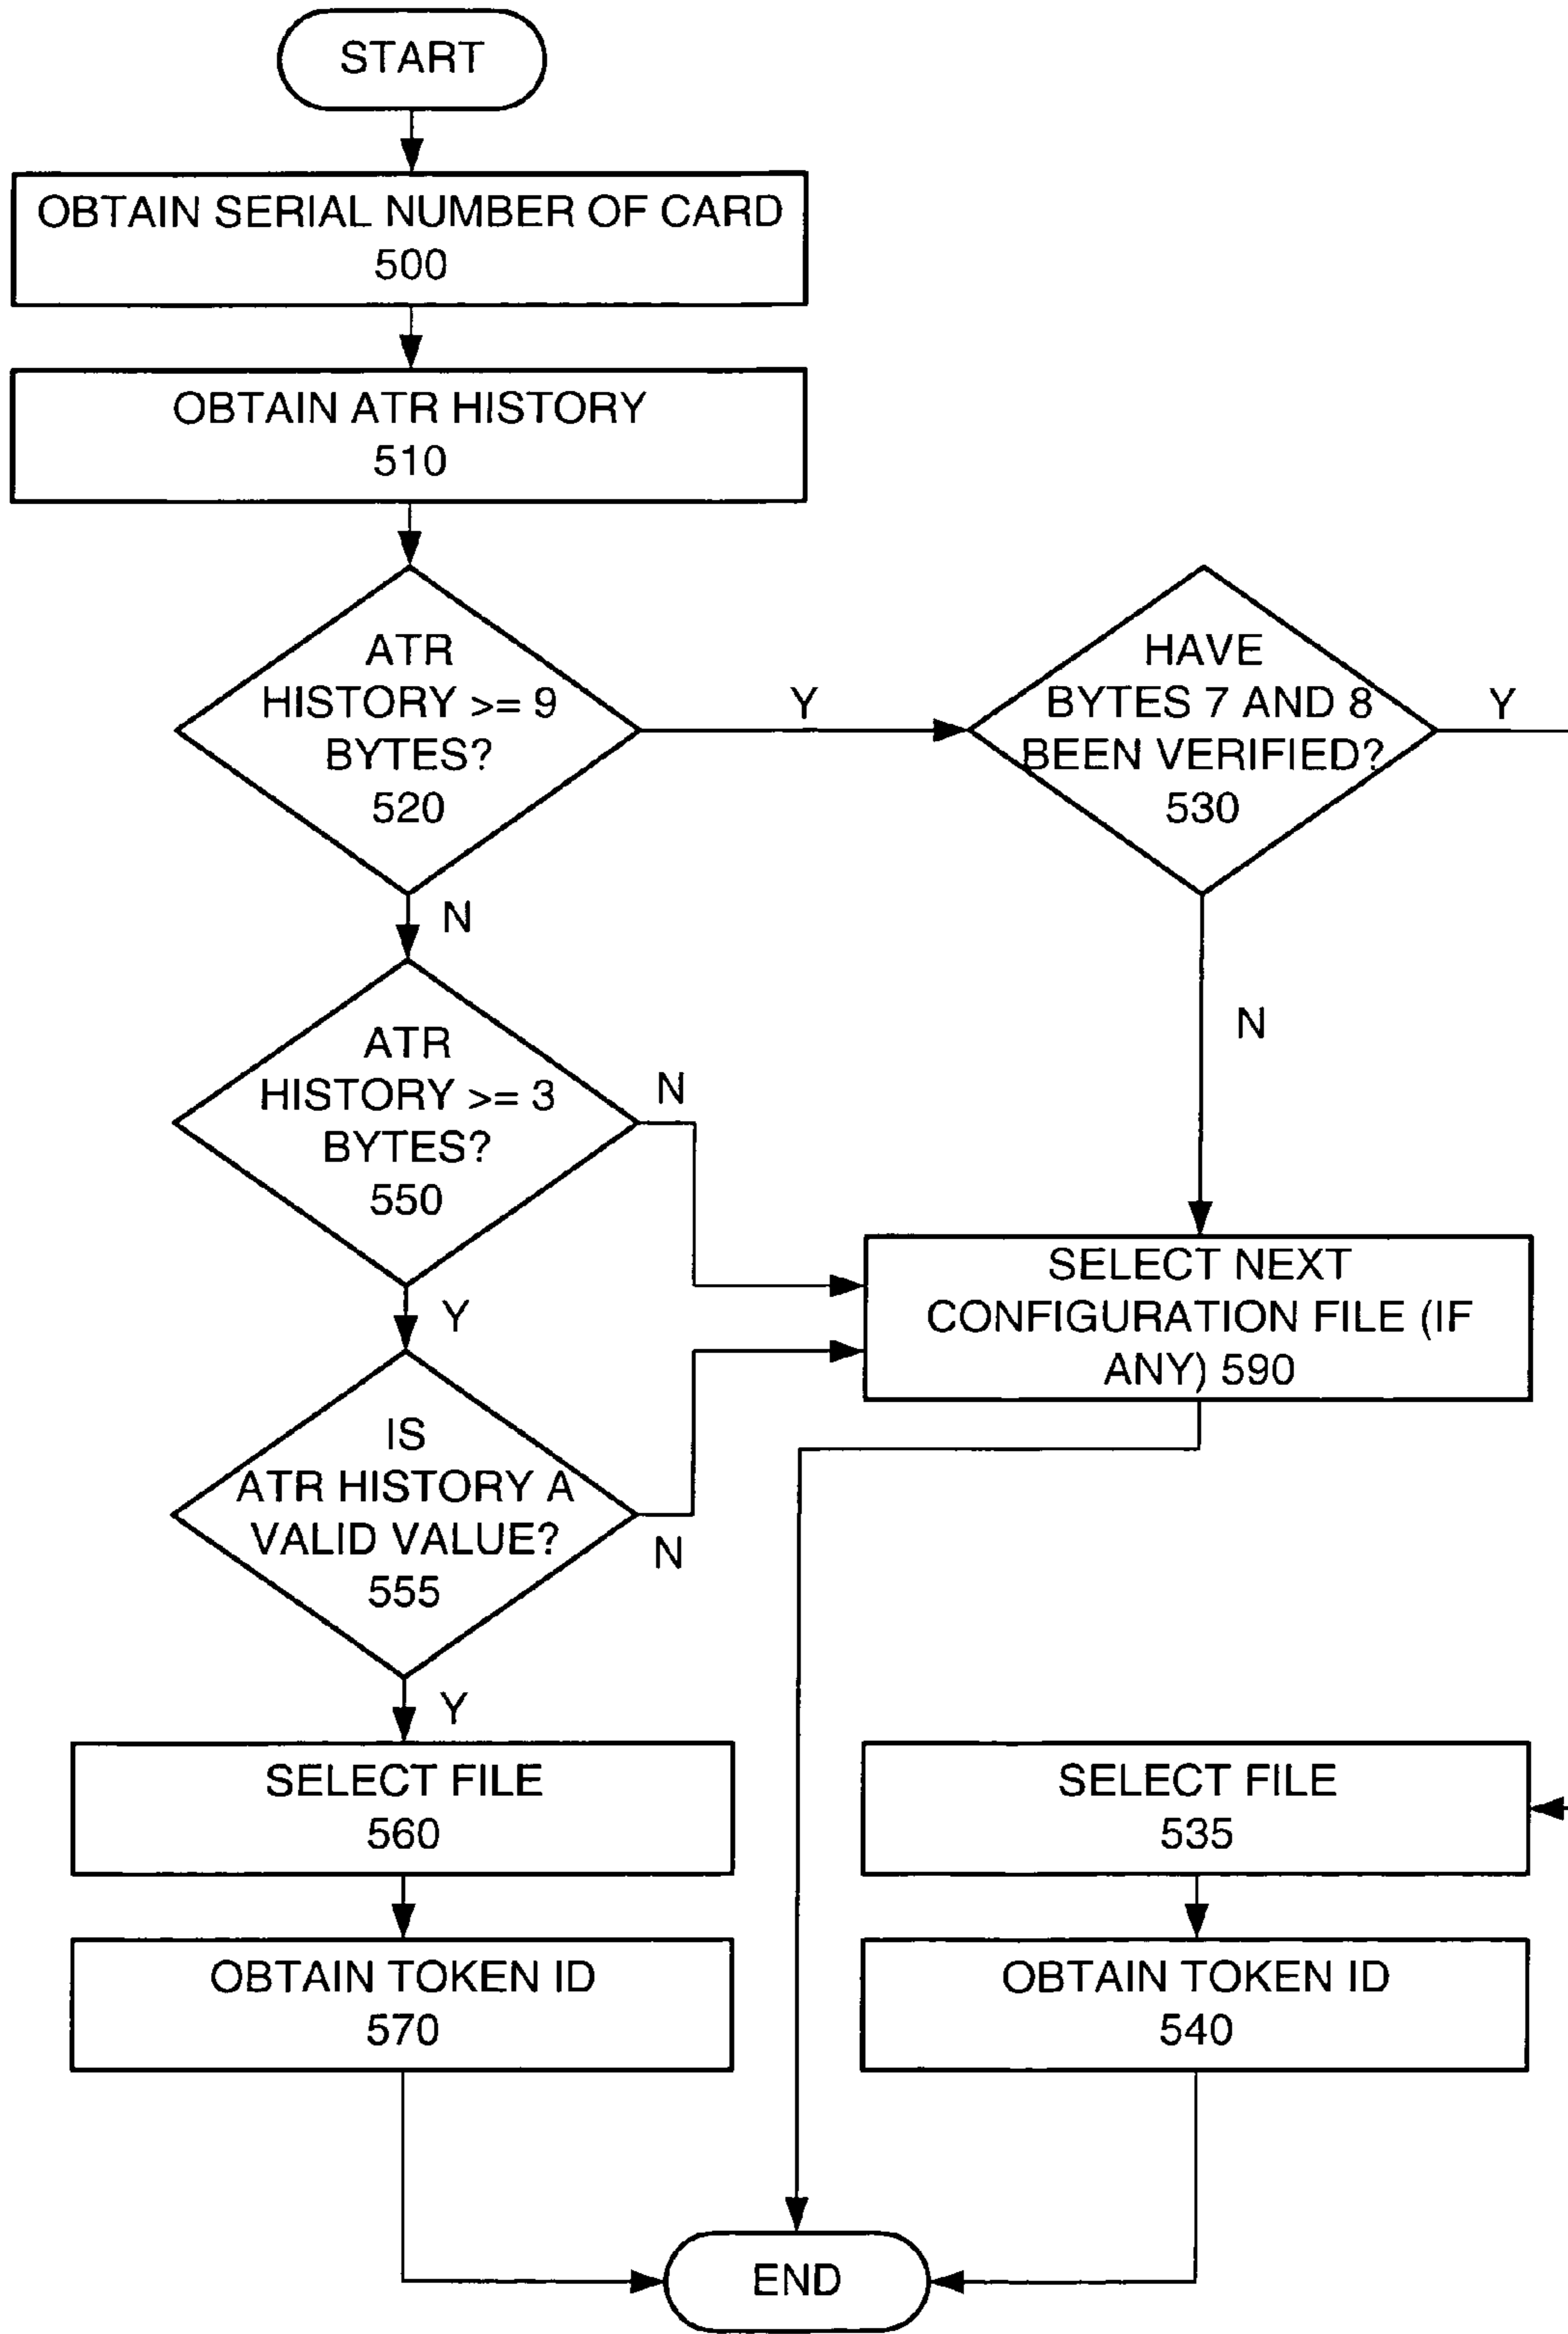 START
OBTAIN SERIAL NUMBER OF CARD
500
OBTAIN ATR HISTORY
510
ATR
HISTORY >= 9
BYTES?
520
Y
HAVE
BYTES 7 AND 8
BEEN VERIFIED?
530
Y
N
N
ATR
HISTORY >= 3
BYTES?
550
N
Y
SELECT NEXT
CONFIGURATION FILE (IF
ANY) 590
IS
ATR HISTORY A
VALID VALUE?
555
N
Y
SELECT FILE
560
SELECT FILE
535
OBTAIN TOKEN ID
570
OBTAIN TOKEN ID
540
END